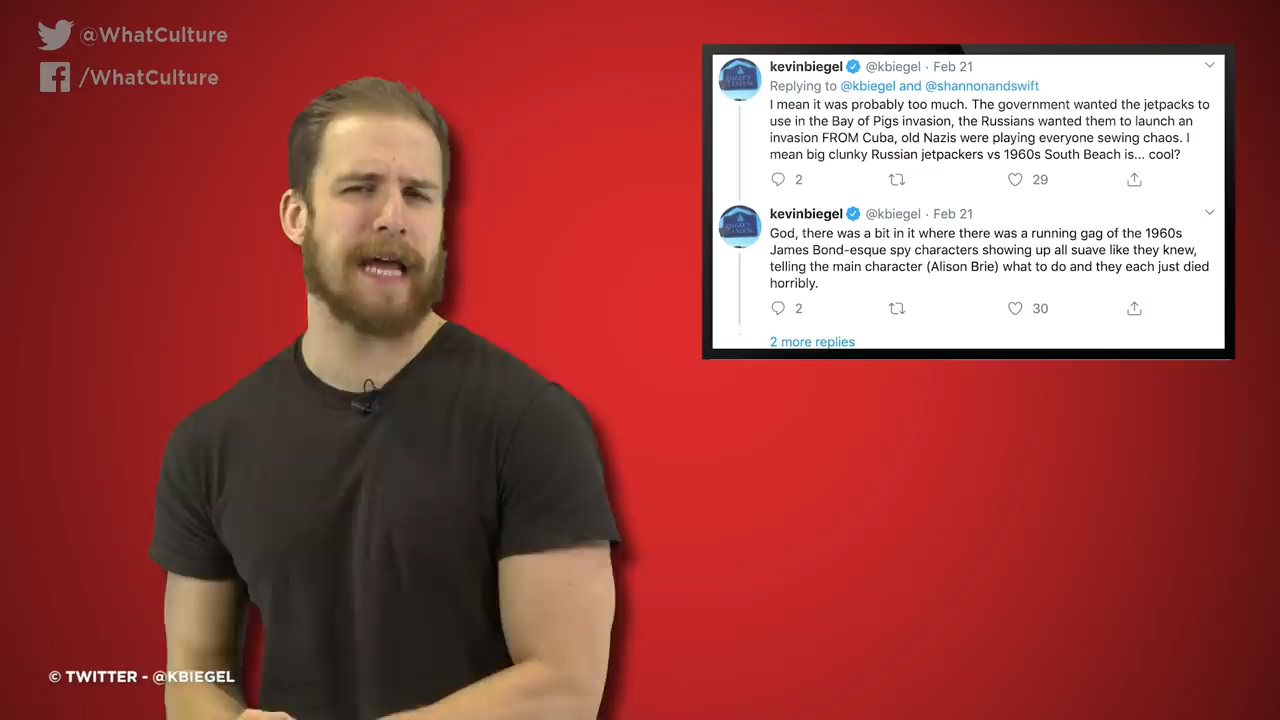 @WhatCulture
/WhatCulture
kevinbiegel @kbiegel · Feb 21
Replying to @kbiegel and @shannonandswift
I mean it was probably too much. The government wanted the jetpacks to
use in the Bay of Pigs invasion, the Russians wanted them to launch an
invasion FROM Cuba, old Nazis were playing everyone sewing chaos. I
mean big clunky Russian jetpackers vs 1960s South Beach is... cool?
2 29
kevinbiegel @kbiegel · Feb 21
God, there was a bit in it where there was a running gag of the 1960s
James Bond-esque spy characters showing up all suave like they knew,
telling the main character (Alison Brie) what to do and they each just died
horribly.
2 30
2 more replies
© TWITTER - @KBIEGEL